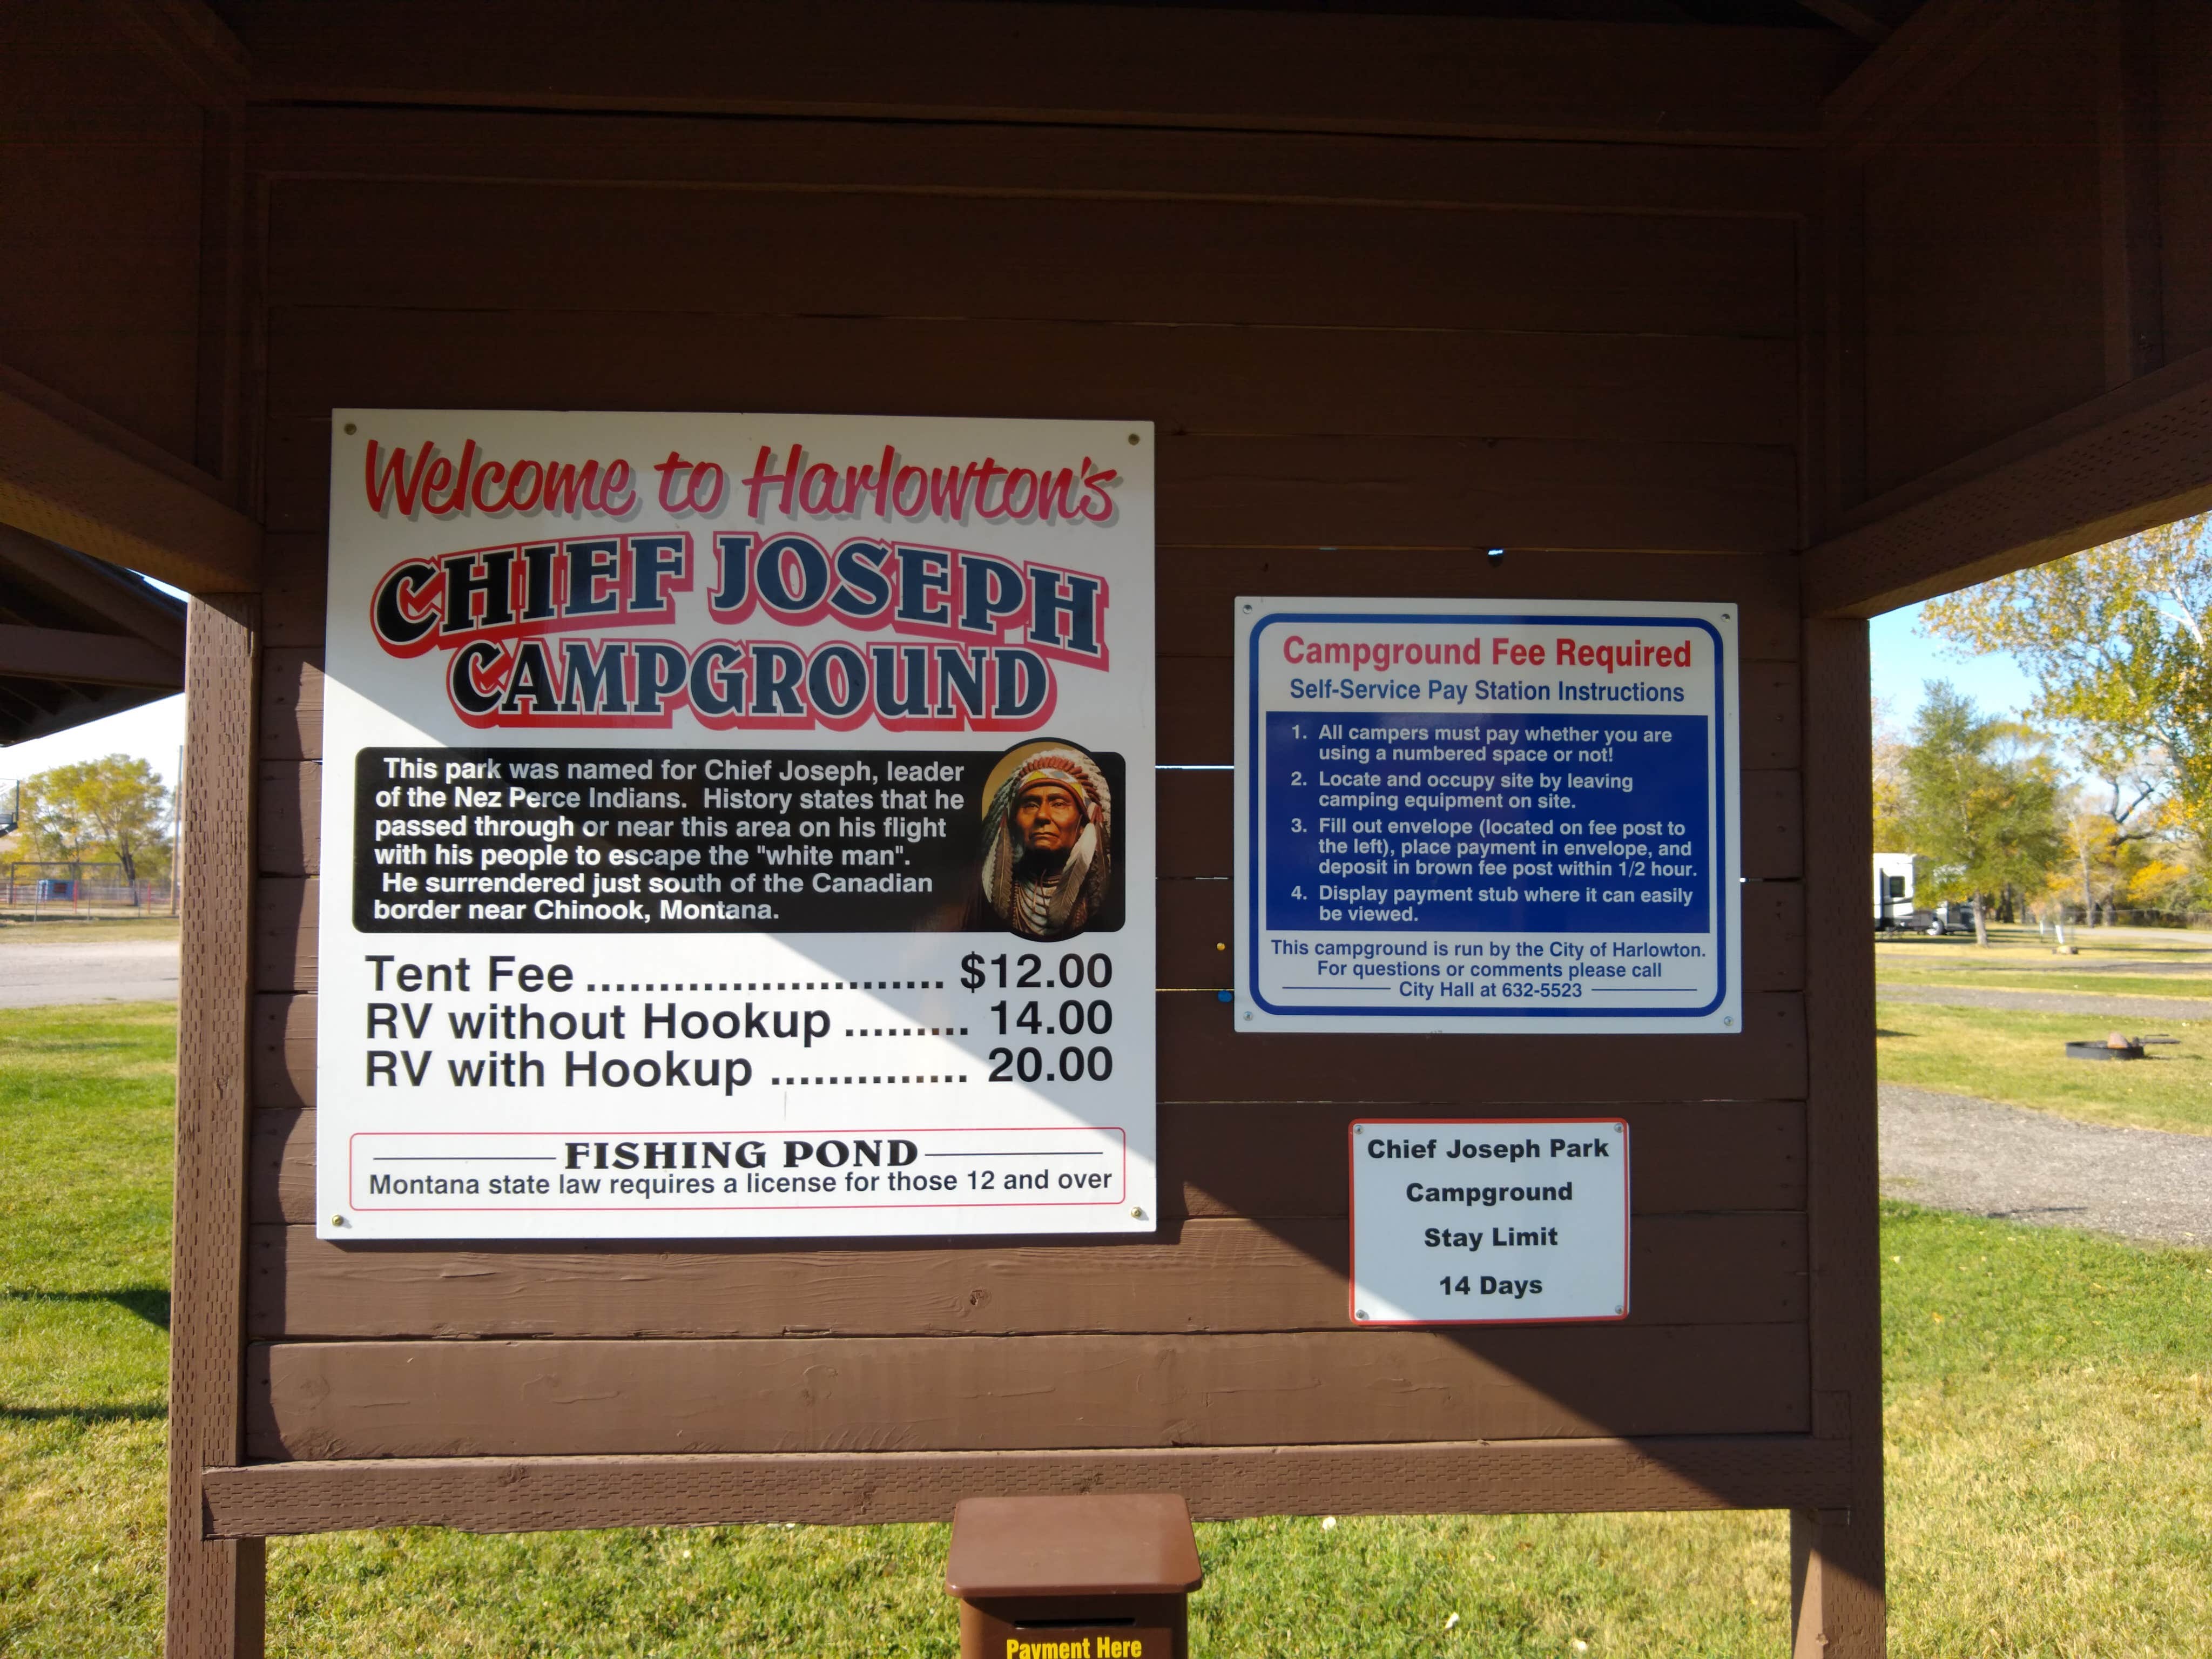 Welcome to Harlowton's
CHIEF JOSEPH
CAMPGROUND
This park was named for Chief Joseph, leader
of the Nez Perce Indians. History states that he
passed through or near this area on his flight
with his people to escape the "white man".
He surrendered just south of the Canadian
border near Chinook, Montana.
Tent Fee ......................... $12.00
RV without Hookup ......... 14.00
RV with Hookup .............. 20.00
FISHING POND
Montana state law requires a license for those 12 and over
Campground Fee Required
Self-Service Pay Station Instructions
1. All campers must pay whether you are
using a numbered space or not!
2. Locate and occupy site by leaving
camping equipment on site.
3. Fill out envelope (located on fee post to
the left), place payment in envelope, and
deposit in brown fee post within 1/2 hour.
4. Display payment stub where it can easily
be viewed.
This campground is run by the City of Harlowton.
For questions or comments please call
City Hall at 632-5523
Chief Joseph Park
Campground
Stay Limit
14 Days
Payment Here